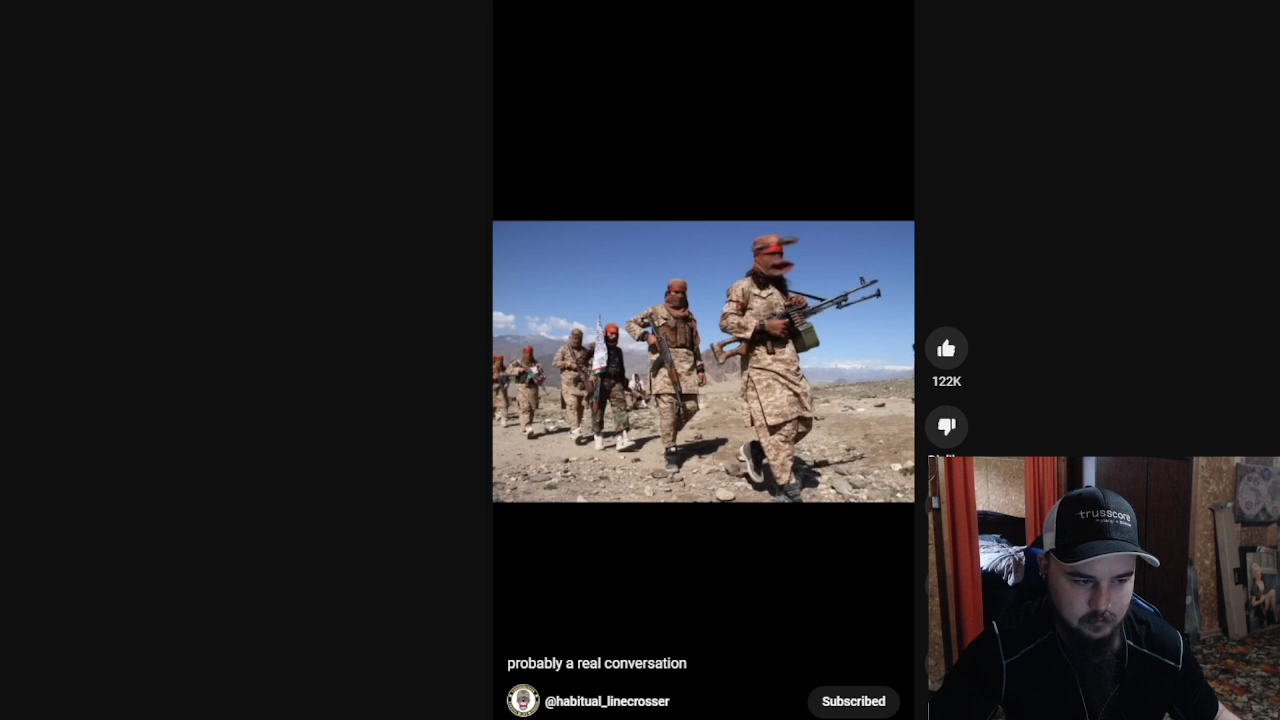 122K
trusscore
probably a real conversation
@habitual_linecrosser
Subscribed